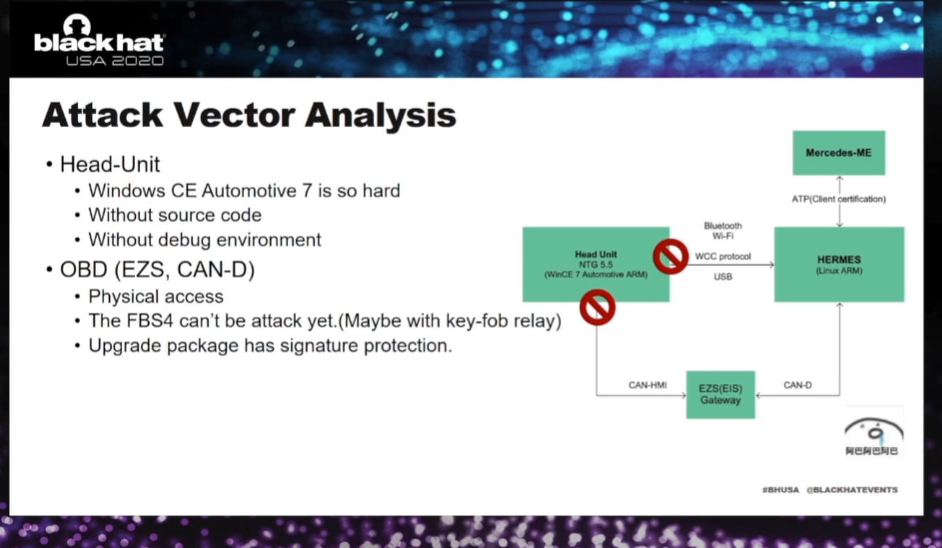 black hat
USA 2020
Attack Vector Analysis
• Head-Unit
• Windows CE Automotive 7 is so hard
• Without source code
• Without debug environment
• OBD (EZS, CAN-D)
• Physical access
• The FBS4 can't be attack yet.(Maybe with key-fob relay)
• Upgrade package has signature protection.
Mercedes-ME
ATP(Client certification)
Head Unit
NTG 5.5
(WinCE 7 Automotive ARM)
Bluetooth
Wi-Fi
WCC protocol
USB
HERMES
(Linux ARM)
CAN-HMI
EZS(EIS)
Gateway
CAN-D
阿巴阿巴阿巴
#BHUSA @BLACKHATEVENTS